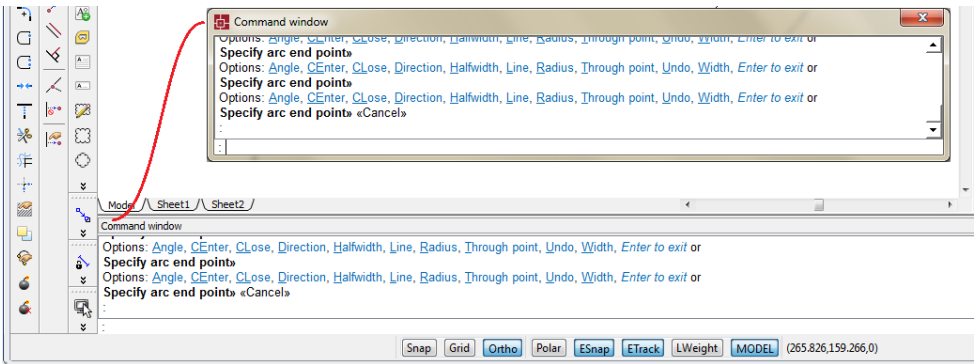 Command window
Options: Angle, CEnter, CLose, Direction, Halfwidth, Line, Radius, Through point, Undo, Width, Enter to exit or
Specify arc end point»
Options: Angle, CEnter, CLose, Direction, Halfwidth, Line, Radius, Through point, Undo, Width, Enter to exit or
Specify arc end point»
Options: Angle, CEnter, CLose, Direction, Halfwidth, Line, Radius, Through point, Undo, Width, Enter to exit or
Specify arc end point» «Cancel»
:
:
Model Sheet1 Sheet2
Command window
Options: Angle, CEnter, CLose, Direction, Halfwidth, Line, Radius, Through point, Undo, Width, Enter to exit or
Specify arc end point»
Options: Angle, CEnter, CLose, Direction, Halfwidth, Line, Radius, Through point, Undo, Width, Enter to exit or
Specify arc end point» «Cancel»
:
:
Snap Grid Ortho Polar ESnap ETrack LWeight MODEL (265.826,159.266,0)